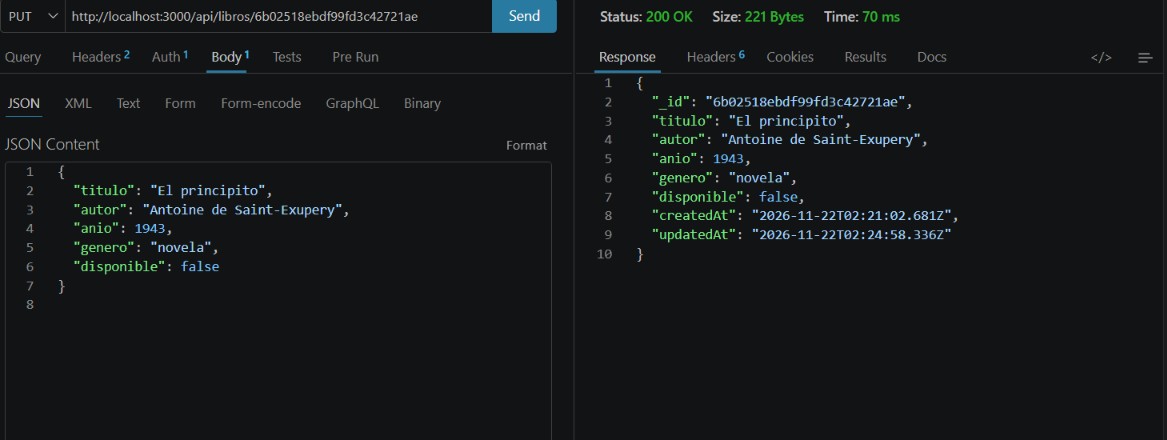 PUT http://localhost:3000/api/libros/6b02518ebdf99fd3c42721ae Send
Query Headers 2 Auth 1 Body 1 Tests Pre Run
JSON XML Text Form Form-encode GraphQL Binary
JSON Content Format
1 {
2 "titulo": "El principito",
3 "autor": "Antoine de Saint-Exupery",
4 "anio": 1943,
5 "genero": "novela",
6 "disponible": false
7 }
8
Status: 200 OK Size: 221 Bytes Time: 70 ms
Response Headers 6 Cookies Results Docs </>
1 {
2 "_id": "6b02518ebdf99fd3c42721ae",
3 "titulo": "El principito",
4 "autor": "Antoine de Saint-Exupery",
5 "anio": 1943,
6 "genero": "novela",
7 "disponible": false,
8 "createdAt": "2026-11-22T02:21:02.681Z",
9 "updatedAt": "2026-11-22T02:24:58.336Z"
10 }